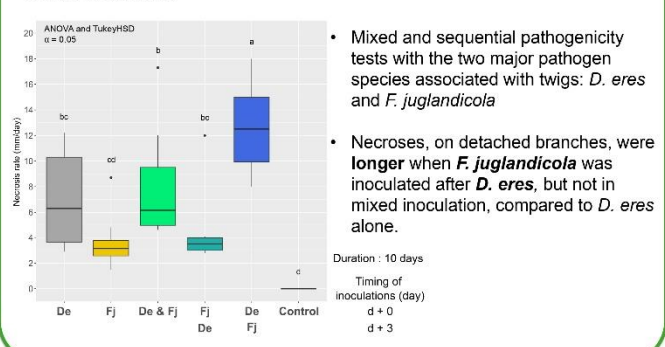 ANOVA and TukeyHSD
α = 0.05
Necrosis rate (mm/day)
20
18
16
14
12
10
8
6
4
2
0
bc
cd
b
bc
a
d
De Fj De & Fj Fj De Control
De Fj
• Mixed and sequential pathogenicity
tests with the two major pathogen
species associated with twigs: D. eres
and F. juglandicola
• Necroses, on detached branches, were
longer when F. juglandicola was
inoculated after D. eres, but not in
mixed inoculation, compared to D. eres
alone.
Duration : 10 days
Timing of
inoculations (day)
d + 0
d + 3